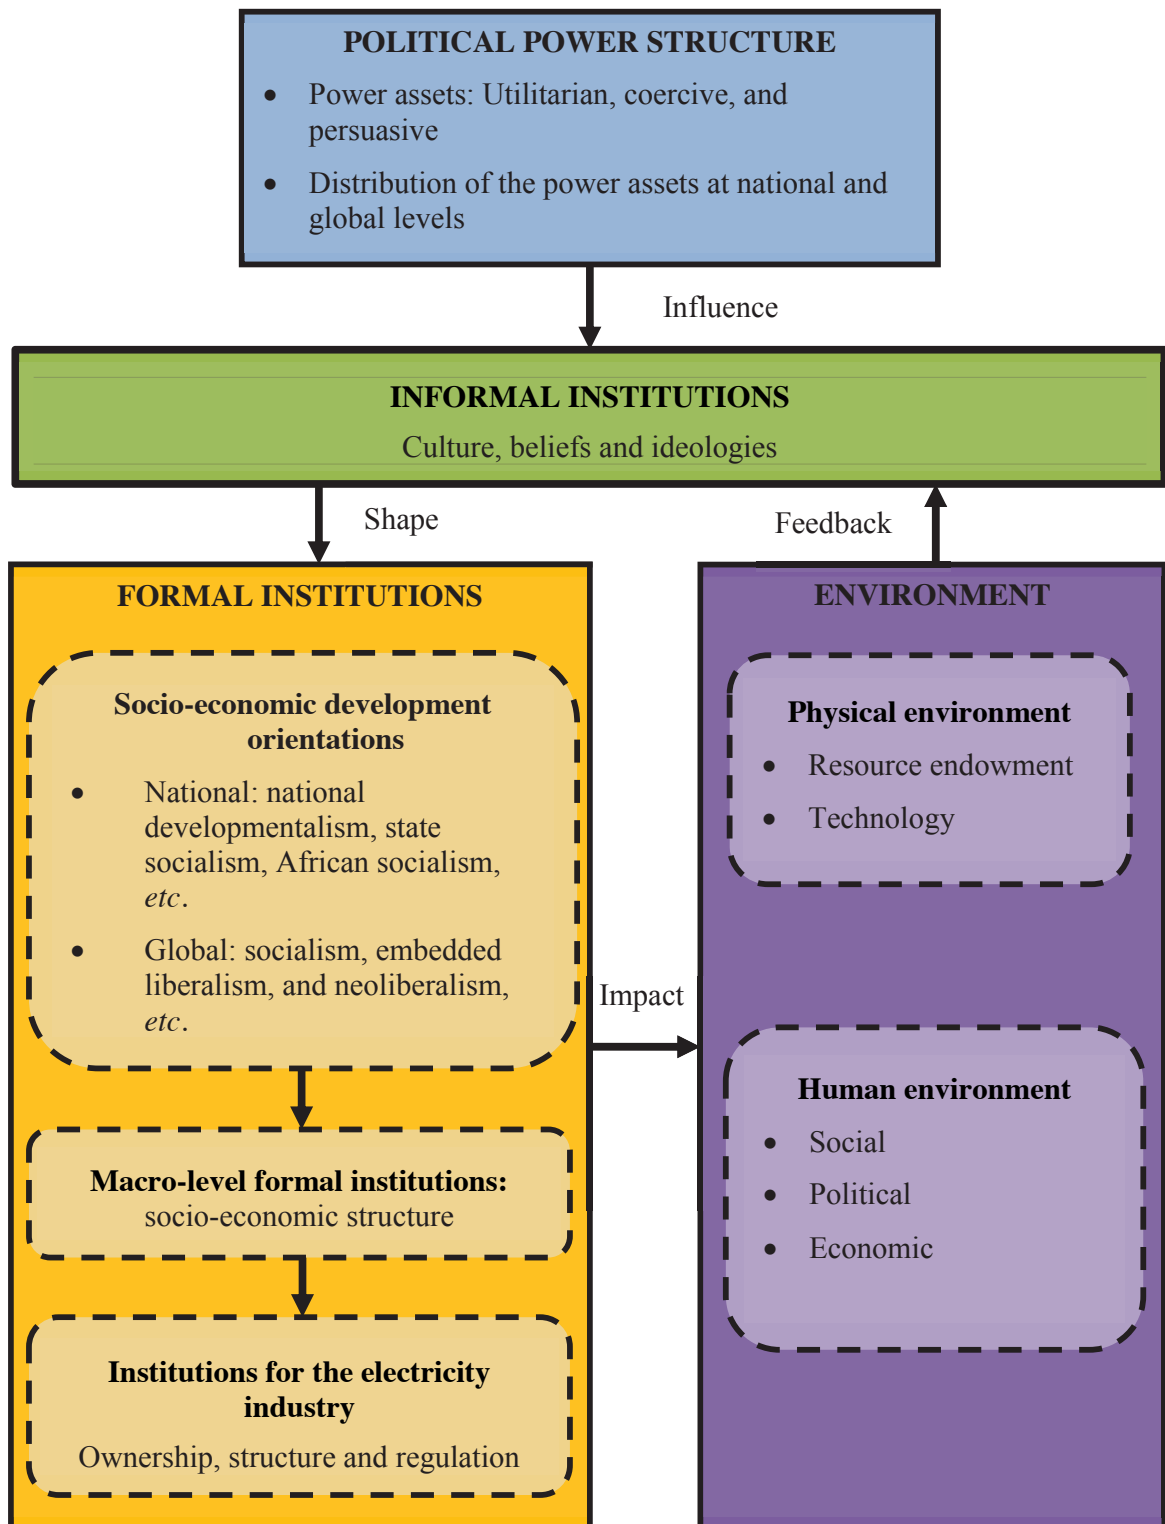 POLITICAL POWER STRUCTURE
• Power assets: Utilitarian, coercive, and
persuasive
• Distribution of the power assets at national and
global levels
Influence
INFORMAL INSTITUTIONS
Culture, beliefs and ideologies
Shape
Feedback
FORMAL INSTITUTIONS
Socio-economic development
orientations
• National: national
developmentalism, state
socialism, African socialism,
etc.
• Global: socialism, embedded
liberalism, and neoliberalism,
etc.
Macro-level formal institutions:
socio-economic structure
Institutions for the electricity
industry
Ownership, structure and regulation
Impact
ENVIRONMENT
Physical environment
• Resource endowment
• Technology
Human environment
• Social
• Political
• Economic